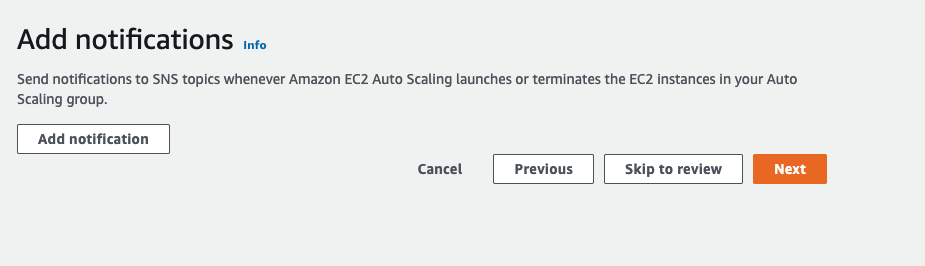 Add notifications Info
Send notifications to SNS topics whenever Amazon EC2 Auto Scaling launches or terminates the EC2 instances in your Auto
Scaling group.
Add notification
Cancel Previous Skip to review Next